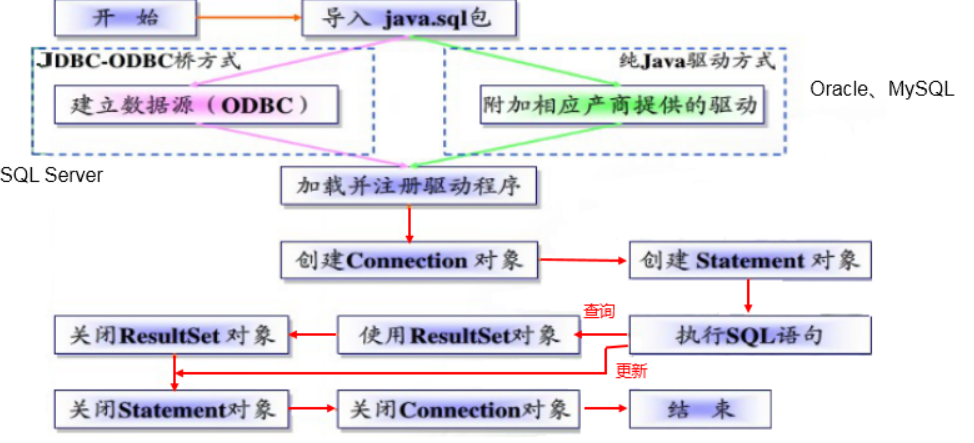 开 始
导入 java.sql包
JDBC-ODBC桥方式
纯Java驱动方式
建立数据源（ODBC）
附加相应产商提供的驱动
Oracle、MySQL
SQL Server
加载并注册驱动程序
创建Connection 对象
创建 Statement 对象
查询
关闭ResultSet 对象
使用ResultSet对象
执行SQL语句
更新
关闭Statement对象
关闭Connection对象
结 束